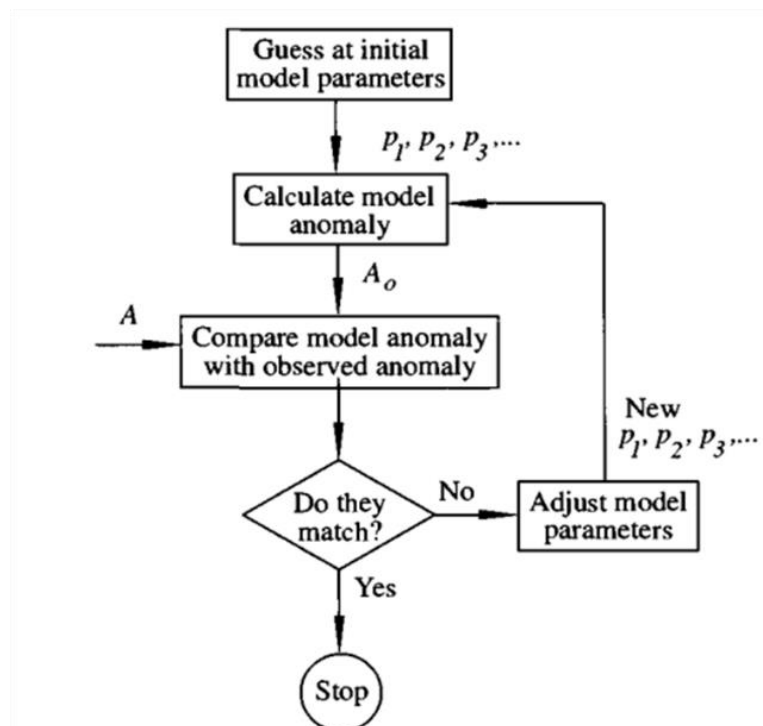 Guess at initial
model parameters
p₁, p₂, p₃,...
Calculate model
anomaly
Aₒ
A
Compare model anomaly
with observed anomaly
New
p₁, p₂, p₃,...
Do they
match?
No
Adjust model
parameters
Yes
Stop